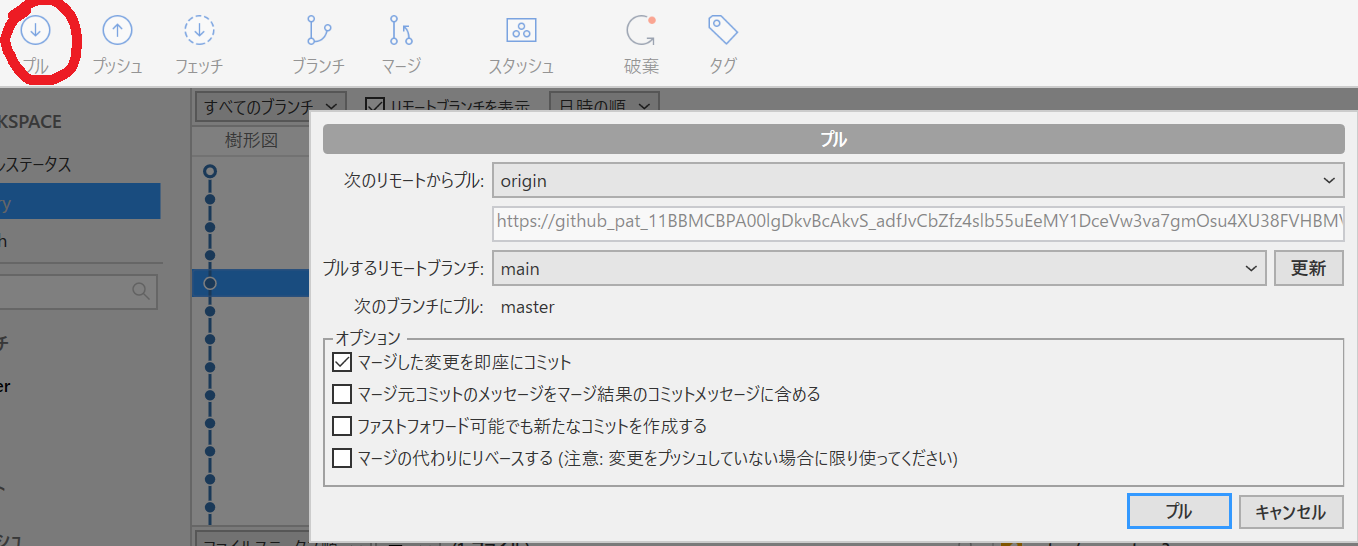 プル プッシュ フェッチ ブランチ マージ スタッシュ 破棄 タグ
すべてのブランチ リモートブランチを表示 日時の順
KSPACE
樹形図
ルステータス
ry
h
チ
er
プル
次のリモートからプル: origin
プルするリモートブランチ: main 更新
次のブランチにプル: master
オプション
マージした変更を即座にコミット
マージ元コミットのメッセージをマージ結果のコミットメッセージに含める
ファストフォワード可能でも新たなコミットを作成する
マージの代わりにリベースする (注意: 変更をプッシュしていない場合に限り使ってください)
プル キャンセル